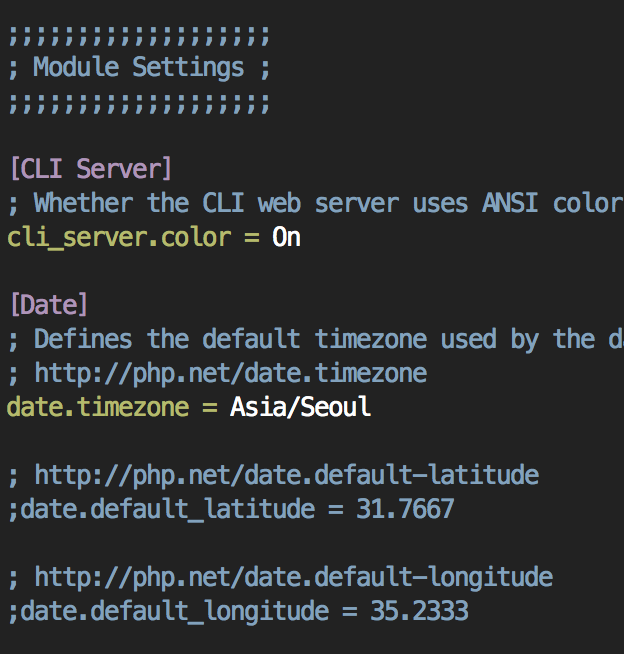 ;;;;;;;;;;;;;;;;;;;
; Module Settings ;
;;;;;;;;;;;;;;;;;;;
[CLI Server]
; Whether the CLI web server uses ANSI color
cli_server.color = On
[Date]
; Defines the default timezone used by the
; http://php.net/date.timezone
date.timezone = Asia/Seoul
; http://php.net/date.default-latitude
;date.default_latitude = 31.7667
; http://php.net/date.default-longitude
;date.default_longitude = 35.2333